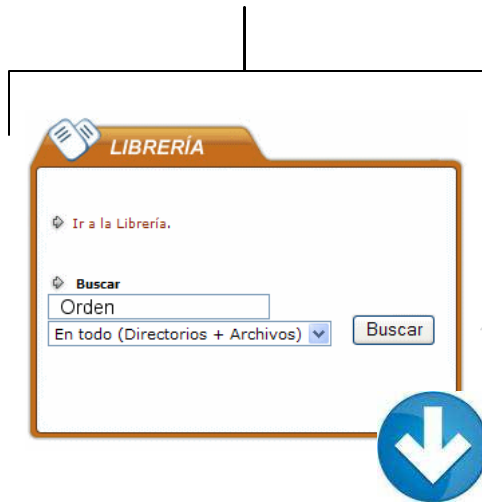 LIBRERÍA
Ir a la Librería.
Buscar
Orden
En todo (Directorios + Archivos)
Buscar